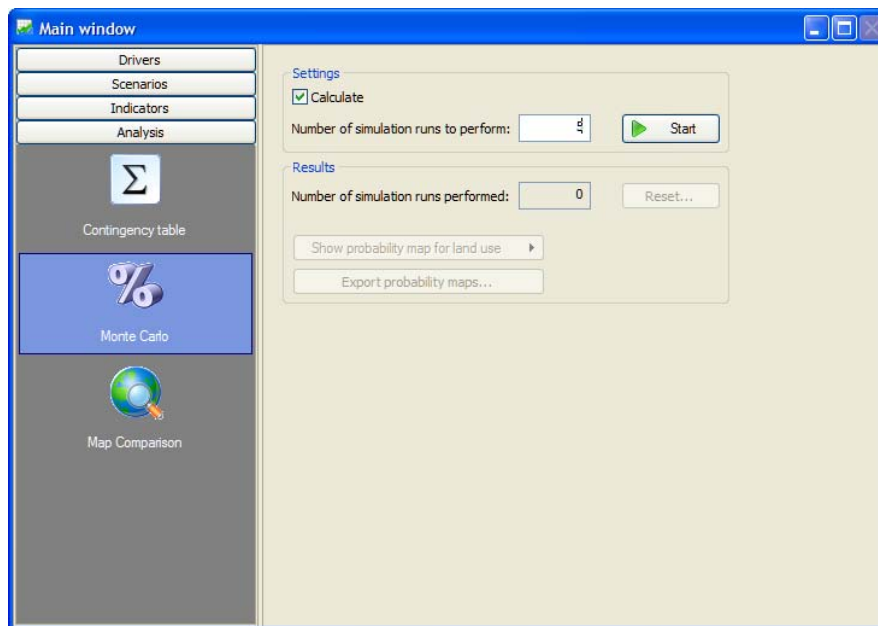 Main window
Drivers
Scenarios
Indicators
Analysis
Σ
Contingency table
%
Monte Carlo
Map Comparison
Settings
Calculate
Number of simulation runs to perform:
Start
Results
Number of simulation runs performed: 0
Reset...
Show probability map for land use
Export probability maps...